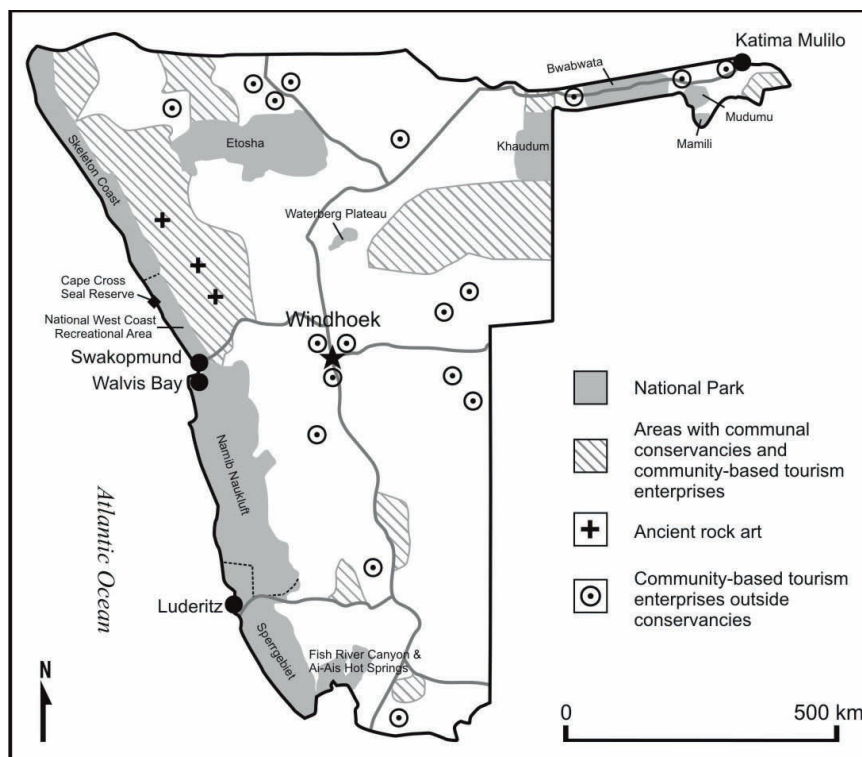 Katima Mulilo
Bwabwata
Etosha
Khaudum
Mudumu
Mamili
Skeleton Coast
Waterberg Plateau
Cape Cross
Seal Reserve
National West Coast
Recreational Area
Windhoek
Swakopmund
Walvis Bay
National Park
Areas with communal
conservancies and
community-based tourism
enterprises
Namib Naukluft
Atlantic Ocean
Ancient rock art
Community-based tourism
enterprises outside
conservancies
Luderitz
Sperrgebiet
Fish River Canyon &
Ai-Ais Hot Springs
N
0 500 km